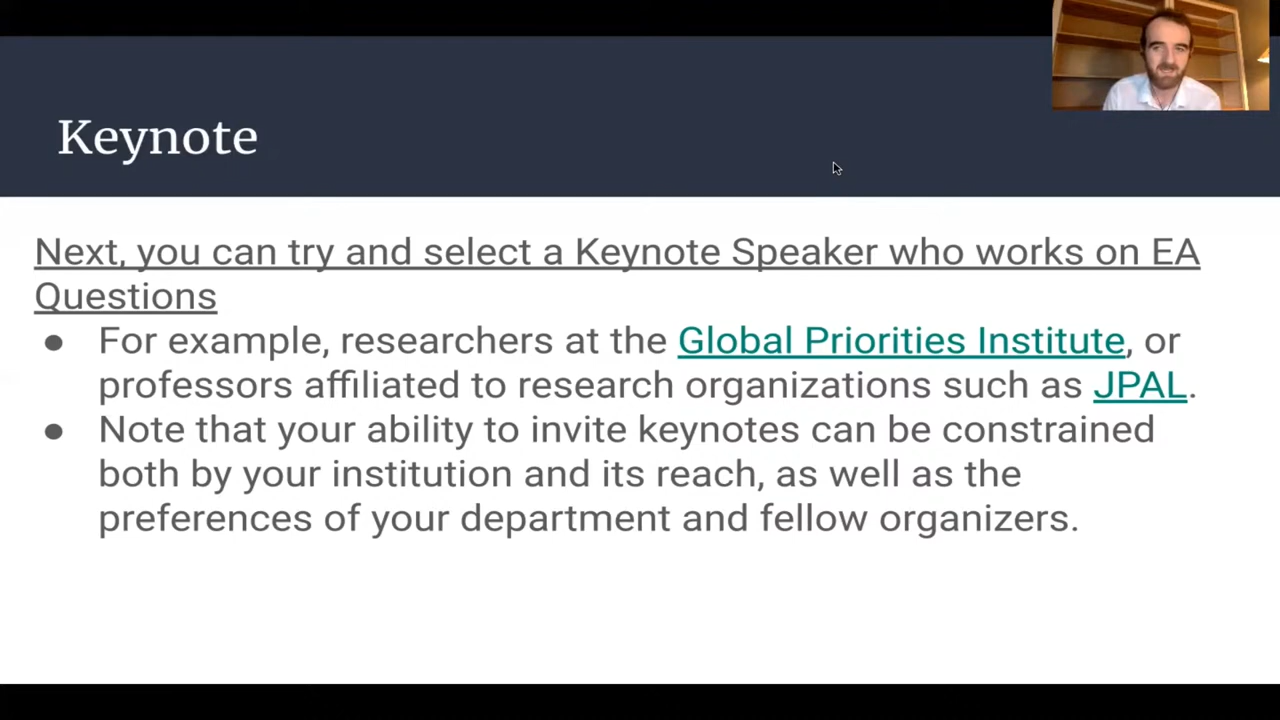 Keynote
Next, you can try and select a Keynote Speaker who works on EA
Questions
● For example, researchers at the Global Priorities Institute, or
professors affiliated to research organizations such as JPAL.
● Note that your ability to invite keynotes can be constrained
both by your institution and its reach, as well as the
preferences of your department and fellow organizers.